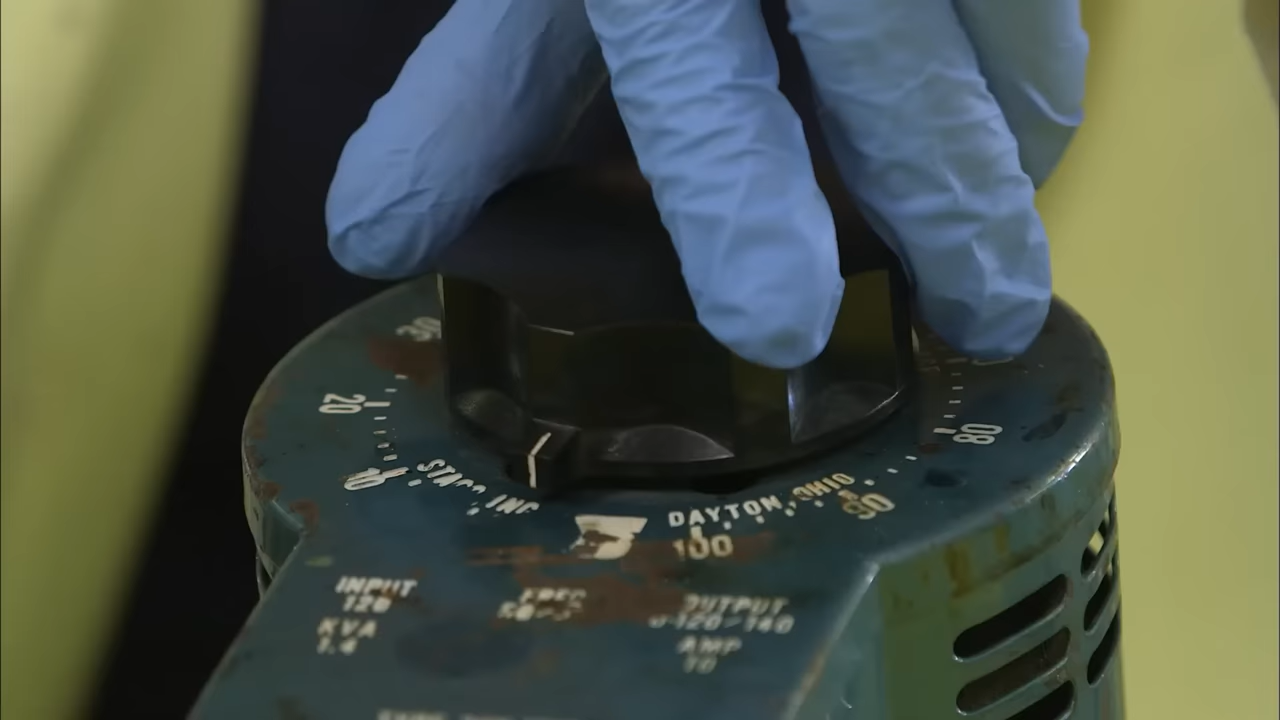 30
20
80
10
90
STACO INC
DAYTON, OHIO
100
INPUT
120
KVA
1.4
OUTPUT
0-120/140
AMP
10